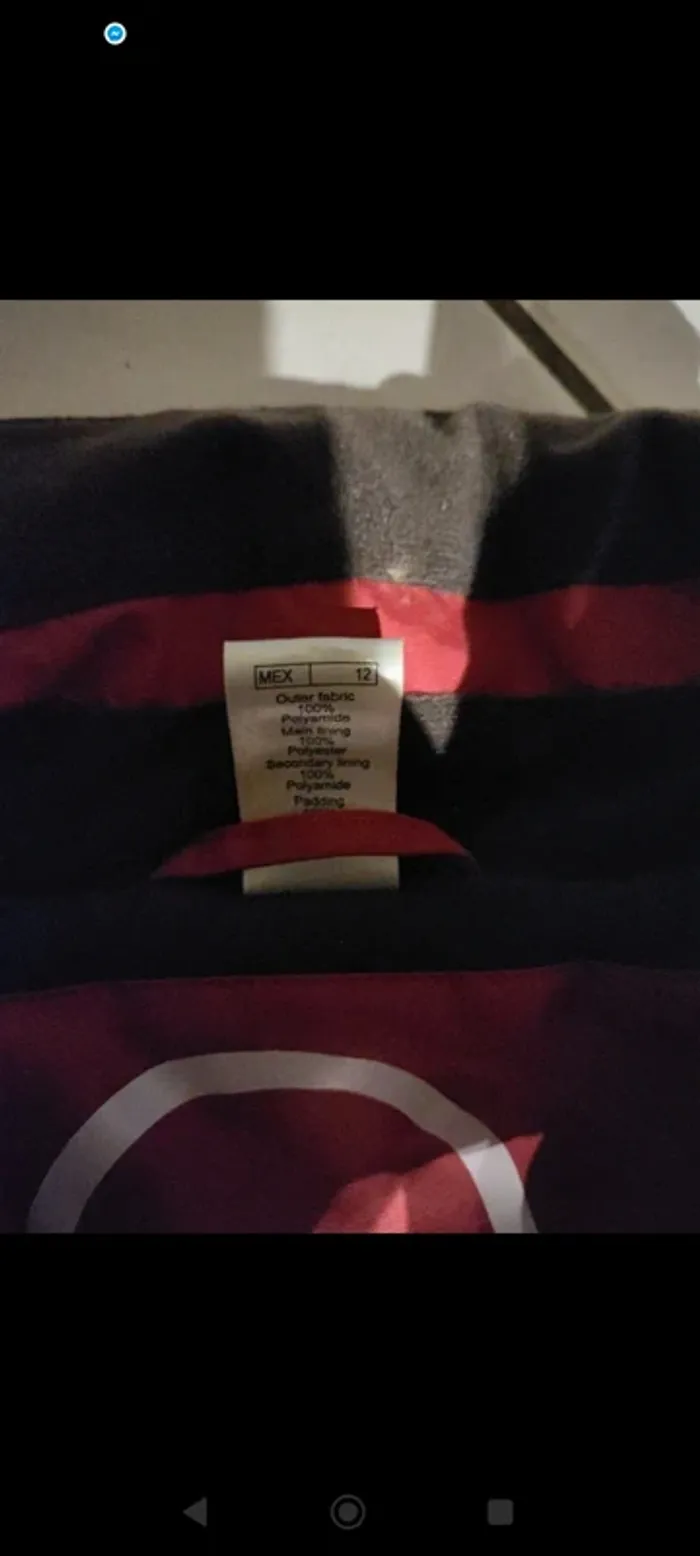 MEX 12
Outer fabric
100%
Polyamide
Main lining
100%
Polyester
Secondary lining
100%
Polyamide
Padding